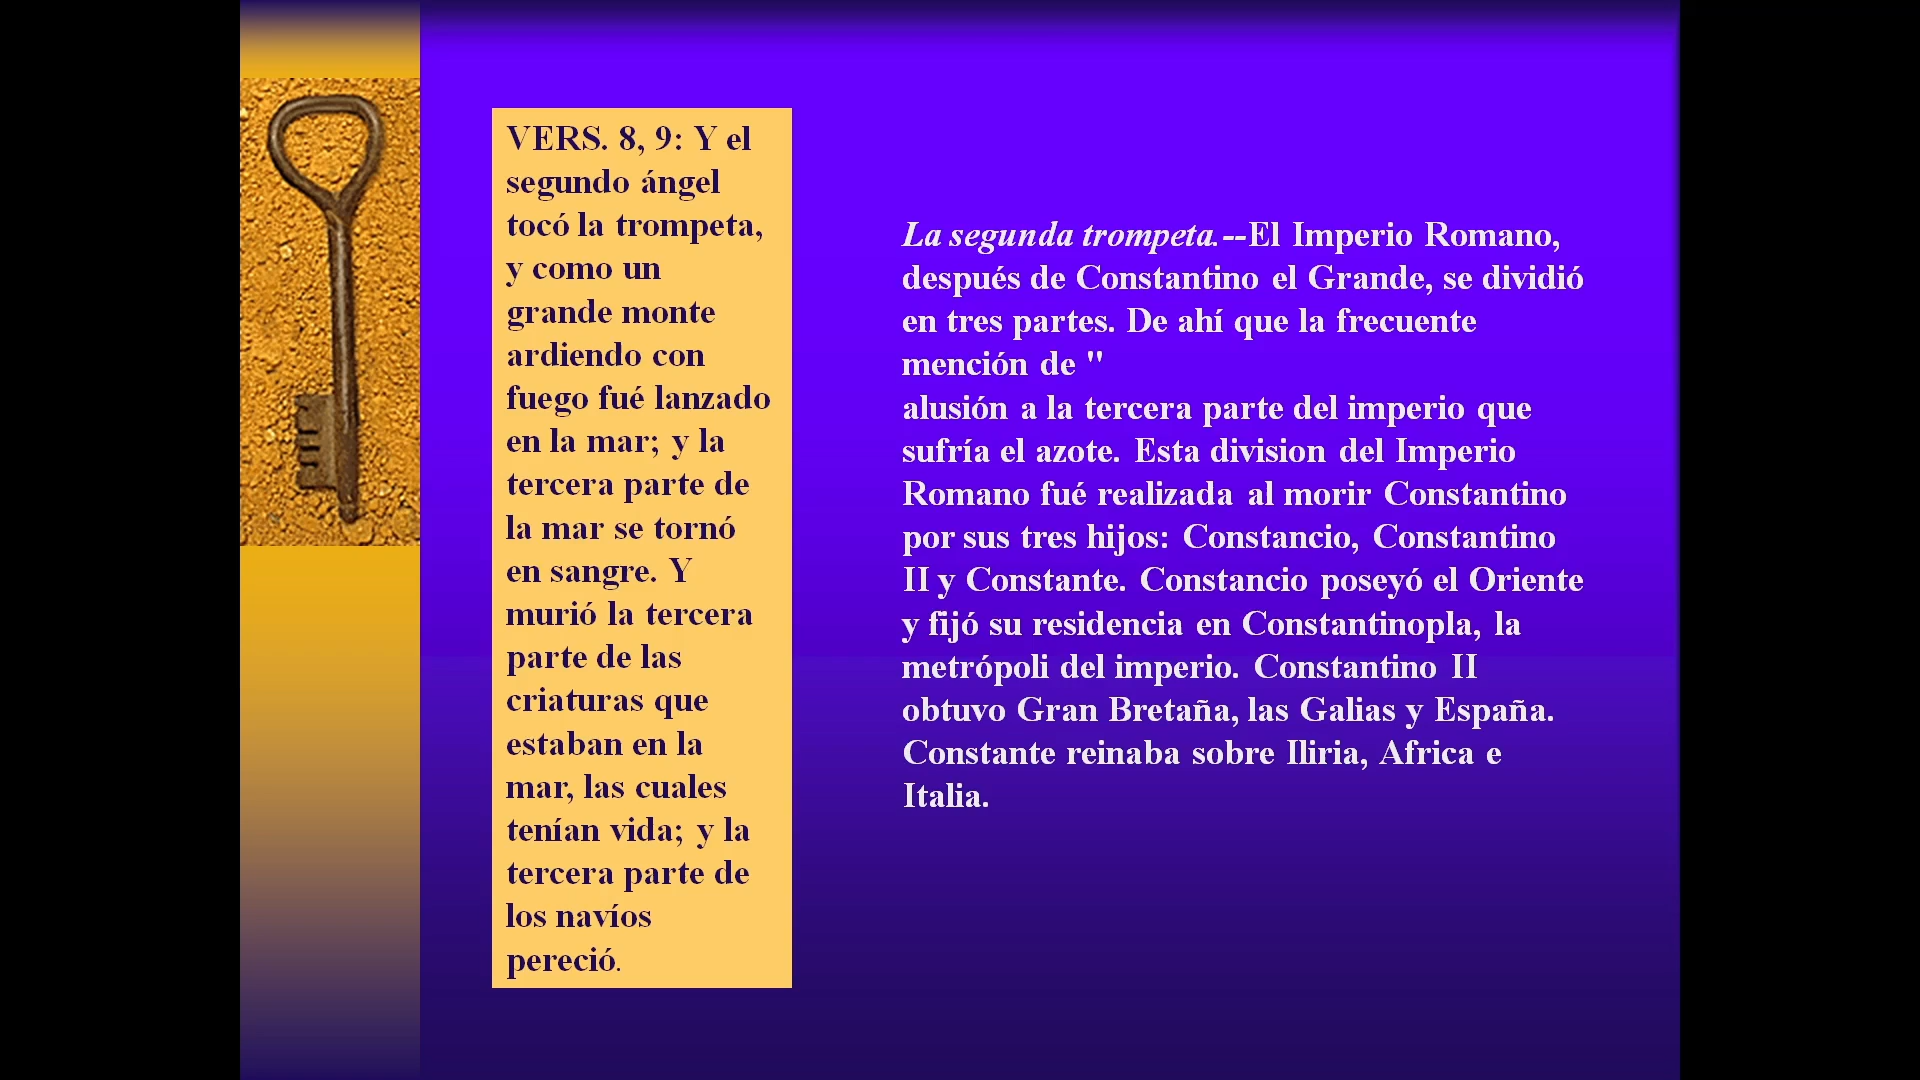 VERS. 8, 9: Y el
segundo ángel
tocó la trompeta,
y como un
grande monte
ardiendo con
fuego fué lanzado
en la mar; y la
tercera parte de
la mar se tornó
en sangre. Y
murió la tercera
parte de las
criaturas que
estaban en la
mar, las cuales
tenían vida; y la
tercera parte de
los navíos
pereció.
La segunda trompeta.--El Imperio Romano,
después de Constantino el Grande, se dividió
en tres partes. De ahí que la frecuente
mención de "
alusión a la tercera parte del imperio que
sufría el azote. Esta division del Imperio
Romano fué realizada al morir Constantino
por sus tres hijos: Constancio, Constantino
II y Constante. Constancio poseyó el Oriente
y fijó su residencia en Constantinopla, la
metrópoli del imperio. Constantino II
obtuvo Gran Bretaña, las Galias y España.
Constante reinaba sobre Iliria, Africa e
Italia.